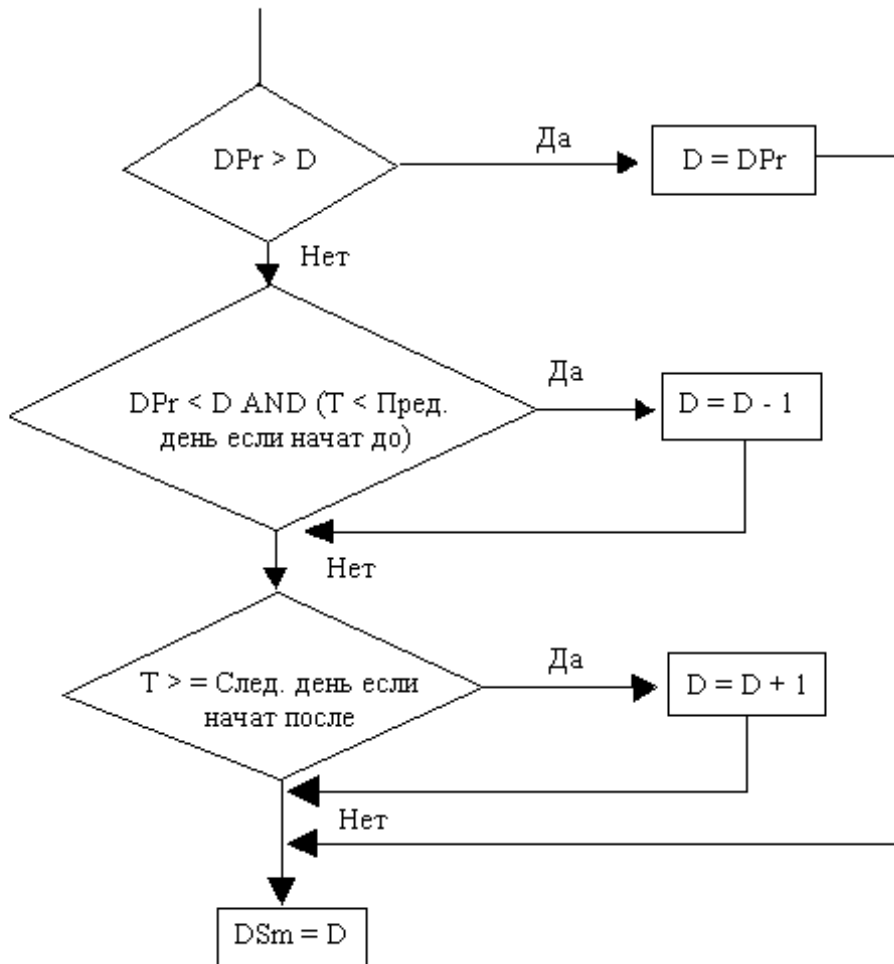 DPr > D
Да
D = DPr
Нет
DPr < D AND (T < Пред.
день если начат до)
Да
D = D - 1
Нет
T > = След. день если
начат после
Да
D = D + 1
Нет
DSm = D